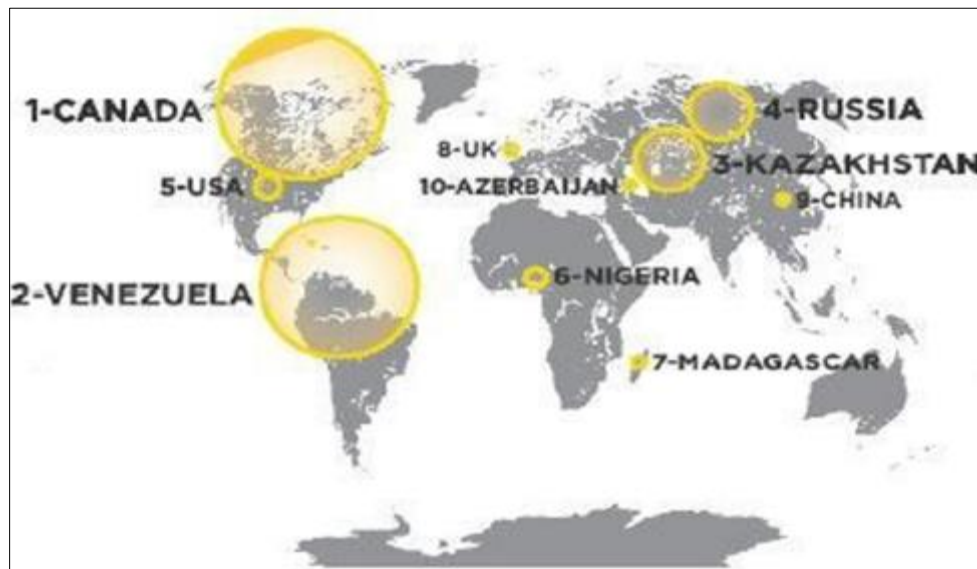 1-CANADA
4-RUSSIA
8-UK
3-KAZAKHSTAN
5-USA
10-AZERBAIJAN
9-CHINA
6-NIGERIA
2-VENEZUELA
7-MADAGASCAR